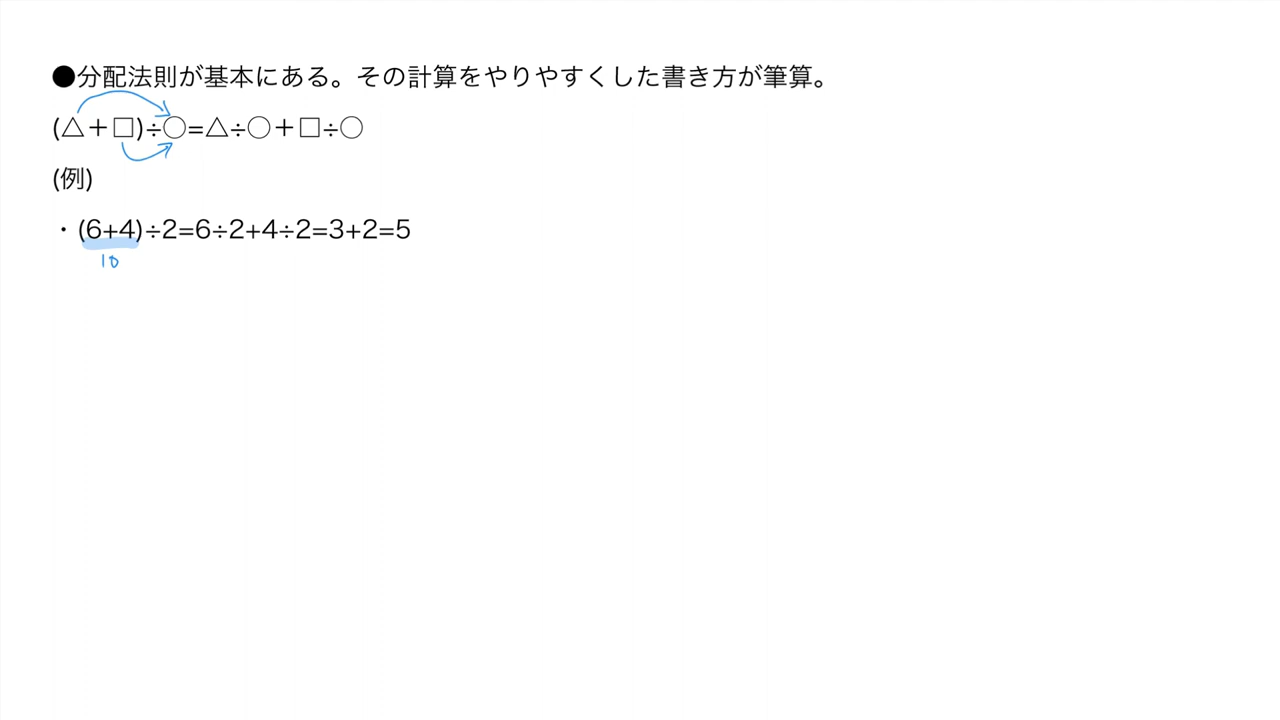 ●分配法則が基本にある。その計算をやりやすくした書き方が筆算。
(△＋□)÷○=△÷○＋□÷○
(例)
・(6+4)÷2=6÷2+4÷2=3+2=5
10